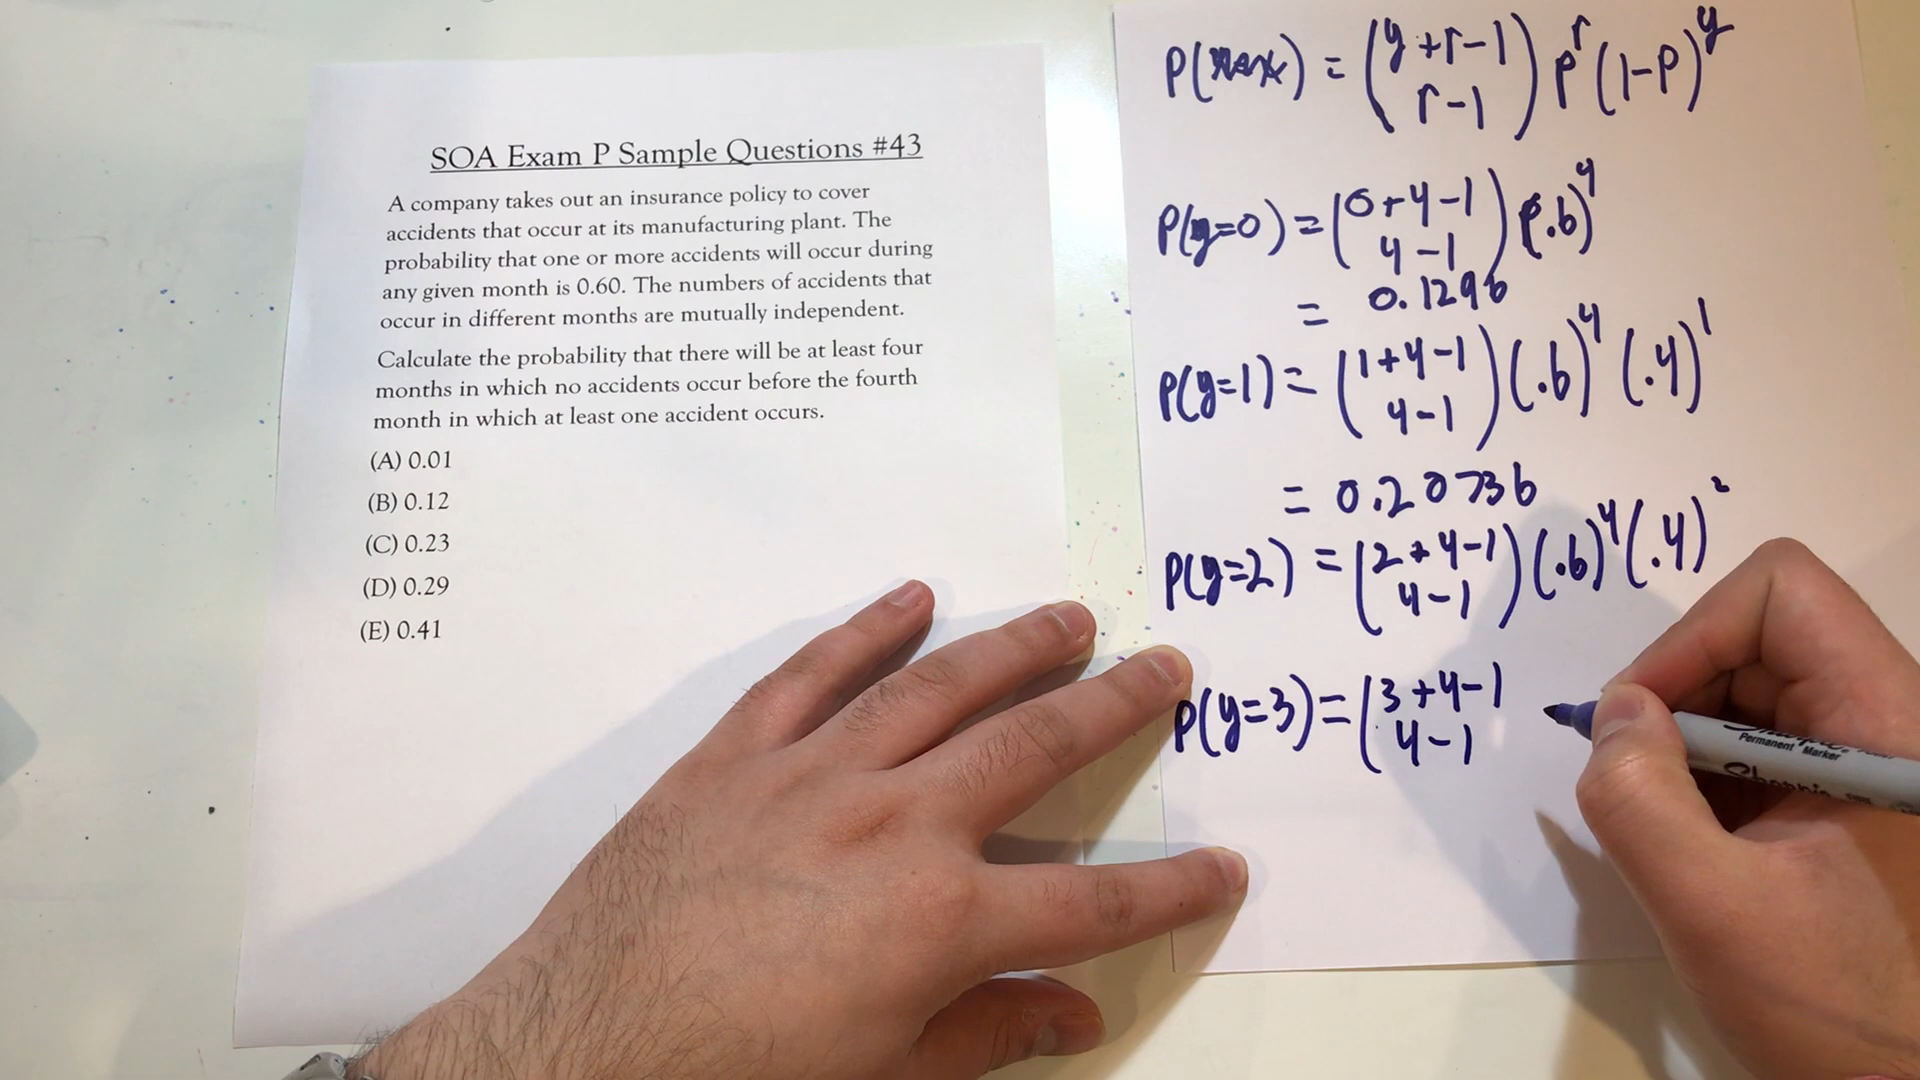 SOA Exam P Sample Questions #43
A company takes out an insurance policy to cover
accidents that occur at its manufacturing plant. The
probability that one or more accidents will occur during
any given month is 0.60. The numbers of accidents that
occur in different months are mutually independent.
Calculate the probability that there will be at least four
months in which no accidents occur before the fourth
month in which at least one accident occurs.
(A) 0.01
(B) 0.12
(C) 0.23
(D) 0.29
(E) 0.41
P( ) = (y+r-1
r-1) p^r (1-p)^y
P(y=0) = (0+4-1
4-1) (.6)^4
= 0.1296
P(y=1) = (1+4-1
4-1) (.6)^4 (.4)^1
= 0.20736
P(y=2) = (2+4-1
4-1) (.6)^4 (.4)^2
P(y=3) = (3+4-1
4-1
Permanent Marker
Sharpie